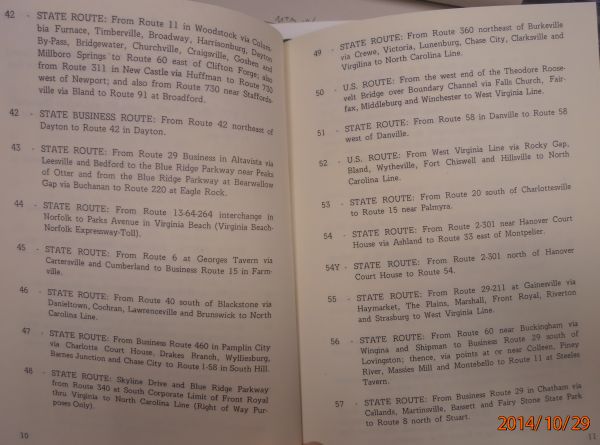 42 - STATE ROUTE: From Route 11 in Woodstock via Colum-
bia Furnace, Timberville, Broadway, Harrisonburg, Dayton
By-Pass, Bridgewater, Churchville, Craigsville, Goshen and
Millboro Springs to Route 60 east of Clifton Forge; also
from Route 311 in New Castle via Huffman to Route 730
west of Newport; and also from Route 730 near Staffords-
ville via Bland to Route 91 at Broadford.
42 - STATE BUSINESS ROUTE: From Route 42 northeast of
Dayton to Route 42 in Dayton.
43 - STATE ROUTE: From Route 29 Business in Altavista via
Leesville and Bedford to the Blue Ridge Parkway near Peaks
of Otter and from the Blue Ridge Parkway at Bearwallow
Gap via Buchanan to Route 220 at Eagle Rock.
44 - STATE ROUTE: From Route 13-64-264 interchange in
Norfolk to Parks Avenue in Virginia Beach (Virginia Beach-
Norfolk Expressway-Toll).
45 - STATE ROUTE: From Route 6 at Georges Tavern via
Cartersville and Cumberland to Business Route 15 in Farm-
ville.
46 - STATE ROUTE: From Route 40 south of Blackstone via
Danieltown, Cochran, Lawrenceville and Brunswick to North
Carolina Line.
47 - STATE ROUTE: From Business Route 460 in Pamplin City
via Charlotte Court House, Drakes Branch, Wylliesburg,
Barnes Junction and Chase City to Route 1-58 in South Hill.
48 - STATE ROUTE: Skyline Drive and Blue Ridge Parkway
from Route 340 at South Corporate Limit of Front Royal
thru Virginia to North Carolina Line (Right of Way Pur-
poses Only).
10
49 - STATE ROUTE: From Route 360 northeast of Burkeville
via Crewe, Victoria, Lunenburg, Chase City, Clarksville and
Virgilina to North Carolina Line.
50 - U.S. ROUTE: From the west end of the Theodore Roose-
velt Bridge over Boundary Channel via Falls Church, Fair-
fax, Middleburg and Winchester to West Virginia Line.
51 - STATE ROUTE: From Route 58 in Danville to Route 58
west of Danville.
52 - U.S. ROUTE: From West Virginia Line via Rocky Gap,
Bland, Wytheville, Fort Chiswell and Hillsville to North
Carolina Line.
53 - STATE ROUTE: From Route 20 south of Charlottesville
to Route 15 near Palmyra.
54 - STATE ROUTE: From Route 2-301 near Hanover Court
House via Ashland to Route 33 east of Montpelier.
54Y - STATE ROUTE: From Route 2-301 north of Hanover
Court House to Route 54.
55 - STATE ROUTE: From Route 29-211 at Gainesville via
Haymarket, The Plains, Marshall, Front Royal, Riverton
and Strasburg to West Virginia Line.
56 - STATE ROUTE: From Route 60 near Buckingham via
Wingina and Shipman to Business Route 29 south of
Lovingston; thence, via points at or near Colleen, Piney
River, Massies Mill and Montebello to Route 11 at Steeles
Tavern.
57 - STATE ROUTE: From Business Route 29 in Chatham via
Callands, Martinsville, Bassett and Fairy Stone State Park
to Route 8 north of Stuart.
11
2014/10/29